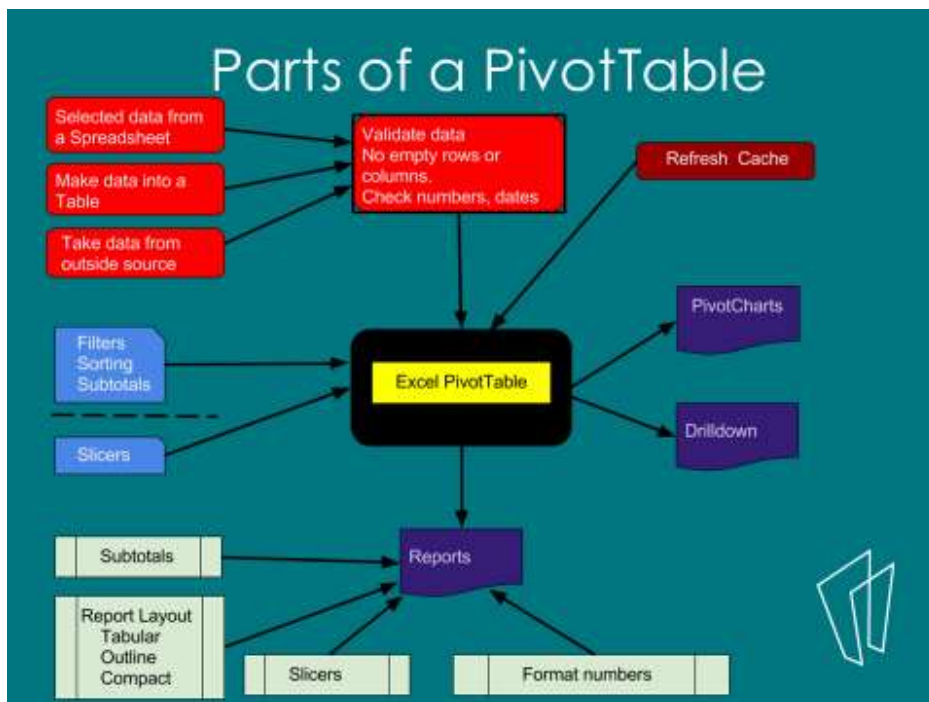 Parts of a PivotTable
Selected data from
a Spreadsheet
Validate data
No empty rows or
columns.
Check numbers, dates
Refresh Cache
Make data into a
Table
Take data from
outside source
PivotCharts
Filters
Sorting
Subtotals
Excel PivotTable
Drilldown
Slicers
Subtotals
Reports
Report Layout
Tabular
Outline
Compact
Slicers
Format numbers